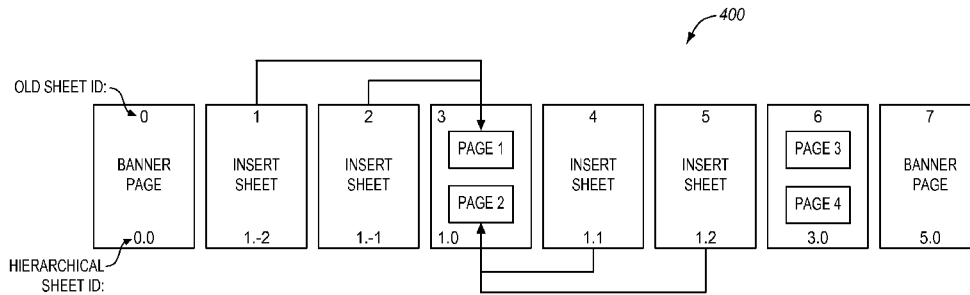 400
OLD SHEET ID:
0 1 2 3 4 5 6 7
BANNER PAGE
INSERT SHEET
INSERT SHEET
PAGE 1
PAGE 2
INSERT SHEET
INSERT SHEET
PAGE 3
PAGE 4
BANNER PAGE
0.0 1.-2 1.-1 1.0 1.1 1.2 3.0 5.0
HIERARCHICAL
SHEET ID: